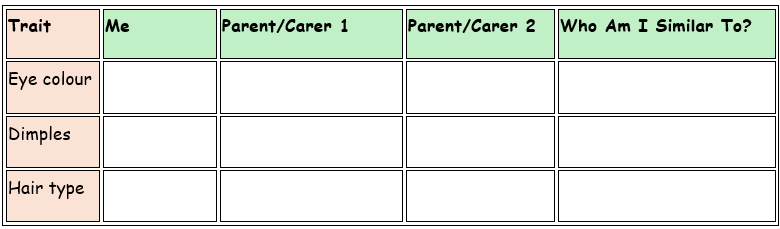 Trait Me Parent/Carer 1 Parent/Carer 2 Who Am I Similar To?
Eye colour
Dimples
Hair type